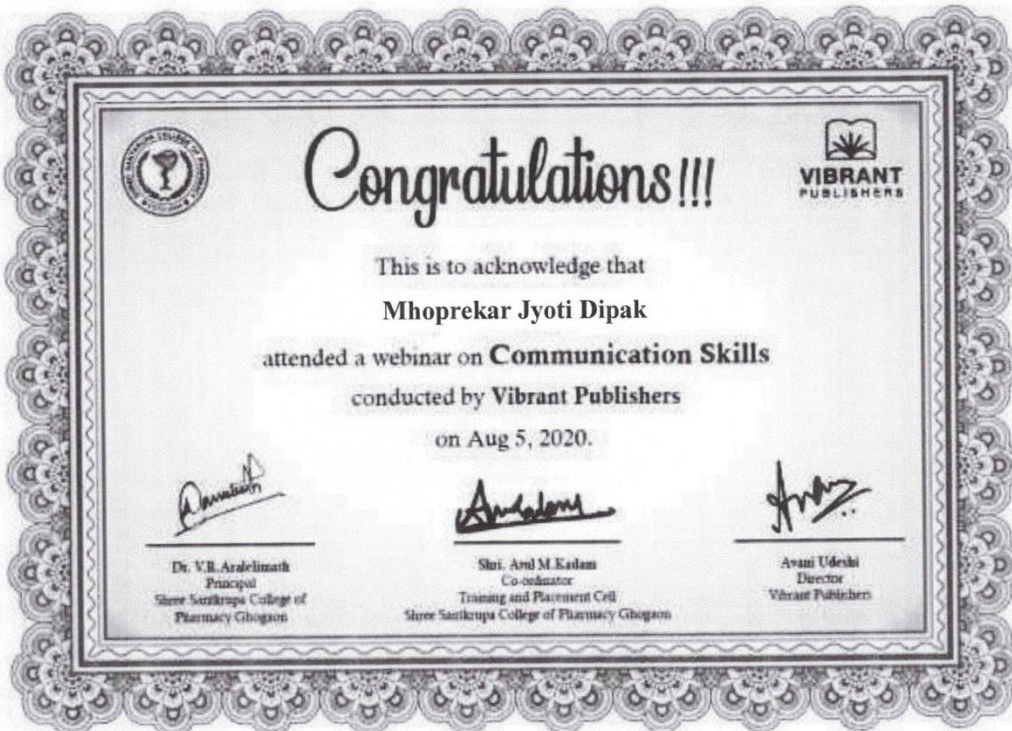 Congratulations!!!
VIBRANT
PUBLISHERS
This is to acknowledge that
Mhoprekar Jyoti Dipak
attended a webinar on Communication Skills
conducted by Vibrant Publishers
on Aug 5, 2020.
Dr. V.R.
Principal
Shree Santkrupa College of
Pharmacy Ghogaon
Shri. M.Kadam
Co-ordinator
Training and Placement Cell
Shree Santkrupa College of Pharmacy Ghogaon
Avani Udeshi
Director
Vibrant Publishers